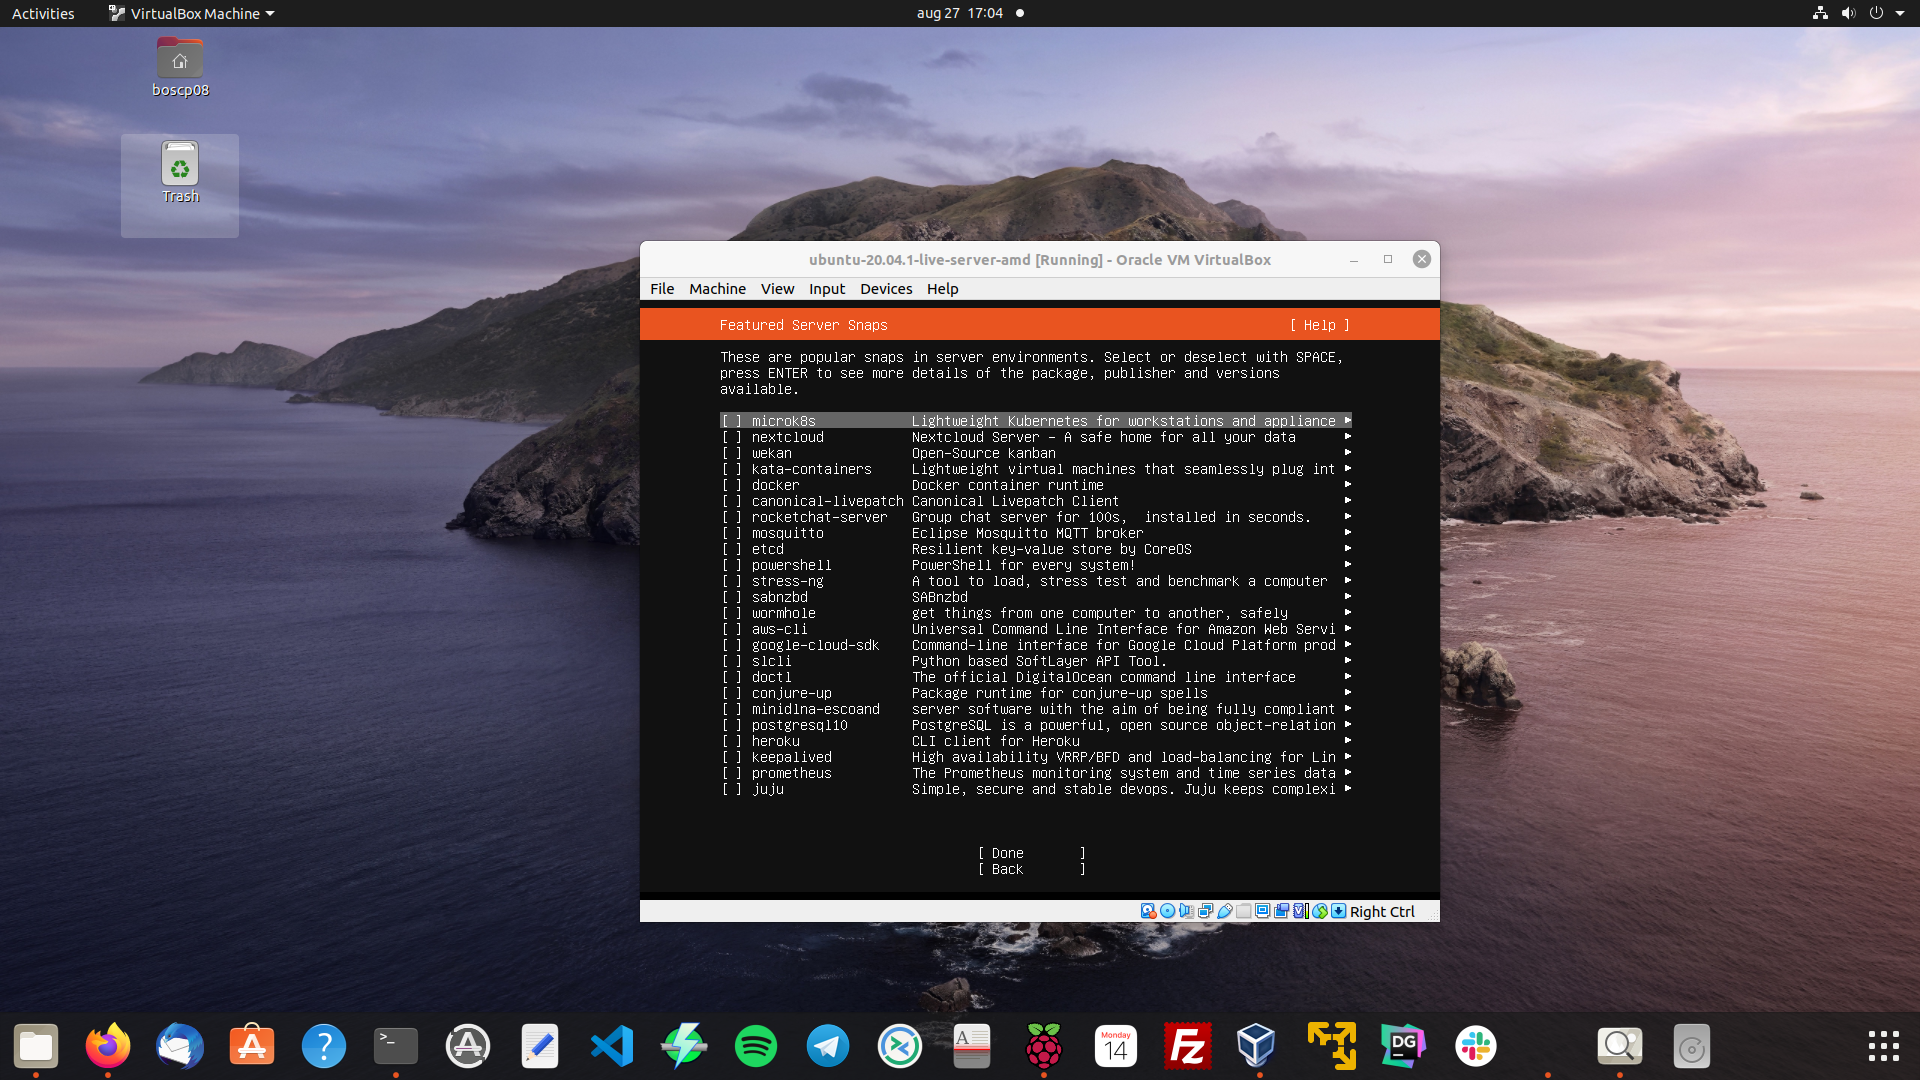 Activities
VirtualBox Machine
aug 27 17:04
boscp08
Trash
ubuntu-20.04.1-live-server-amd [Running] - Oracle VM VirtualBox
File Machine View Input Devices Help
Featured Server Snaps [ Help ]
These are popular snaps in server environments. Select or deselect with SPACE,
press ENTER to see more details of the package, publisher and versions
available.
[ ] microk8s Lightweight Kubernetes for workstations and appliance ►
[ ] nextcloud Nextcloud Server - A safe home for all your data ►
[ ] wekan Open-Source kanban ►
[ ] kata-containers Lightweight virtual machines that seamlessly plug int ►
[ ] docker Docker container runtime ►
[ ] canonical-livepatch Canonical Livepatch Client ►
[ ] rocketchat-server Group chat server for 100s, installed in seconds. ►
[ ] mosquitto Eclipse Mosquitto MQTT broker ►
[ ] etcd Resilient key-value store by CoreOS ►
[ ] powershell PowerShell for every system! ►
[ ] stress-ng A tool to load, stress test and benchmark a computer ►
[ ] sabnzbd SABnzbd ►
[ ] wormhole get things from one computer to another, safely ►
[ ] aws-cli Universal Command Line Interface for Amazon Web Servi ►
[ ] google-cloud-sdk Command-line interface for Google Cloud Platform prod ►
[ ] slcli Python based SoftLayer API Tool. ►
[ ] doctl The official DigitalOcean command line interface ►
[ ] conjure-up Package runtime for conjure-up spells ►
[ ] minidlna-escoand server software with the aim of being fully compliant ►
[ ] postgresql10 PostgreSQL is a powerful, open source object-relation ►
[ ] heroku CLI client for Heroku ►
[ ] keepalived High availability VRRP/BFD and load-balancing for Lin ►
[ ] prometheus The Prometheus monitoring system and time series data ►
[ ] juju Simple, secure and stable devops. Juju keeps complexi ►
[ Done ]
[ Back ]
Right Ctrl
>_
A
Monday
14
Fz
DG